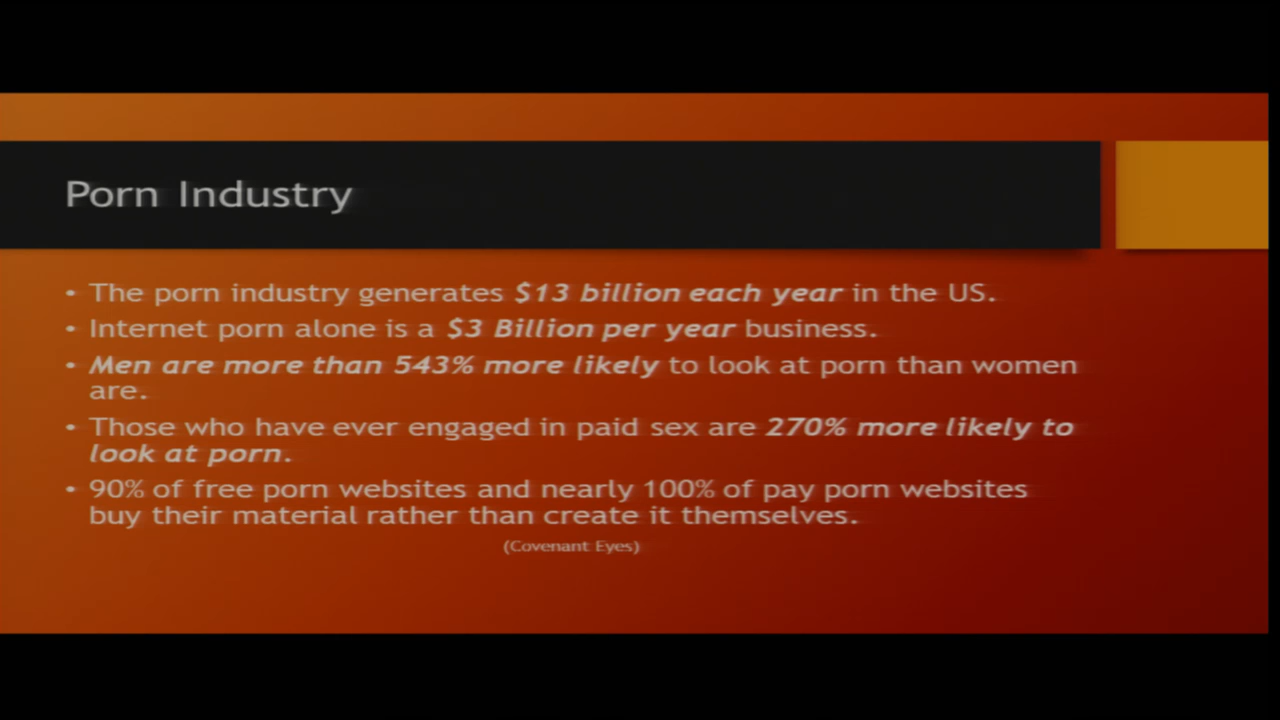 Porn Industry
• The porn industry generates $13 billion each year in the US.
• Internet porn alone is a $3 Billion per year business.
• Men are more than 543% more likely to look at porn than women
are.
• Those who have ever engaged in paid sex are 270% more likely to
look at porn.
• 90% of free porn websites and nearly 100% of pay porn websites
buy their material rather than create it themselves.
(Covenant Eyes)